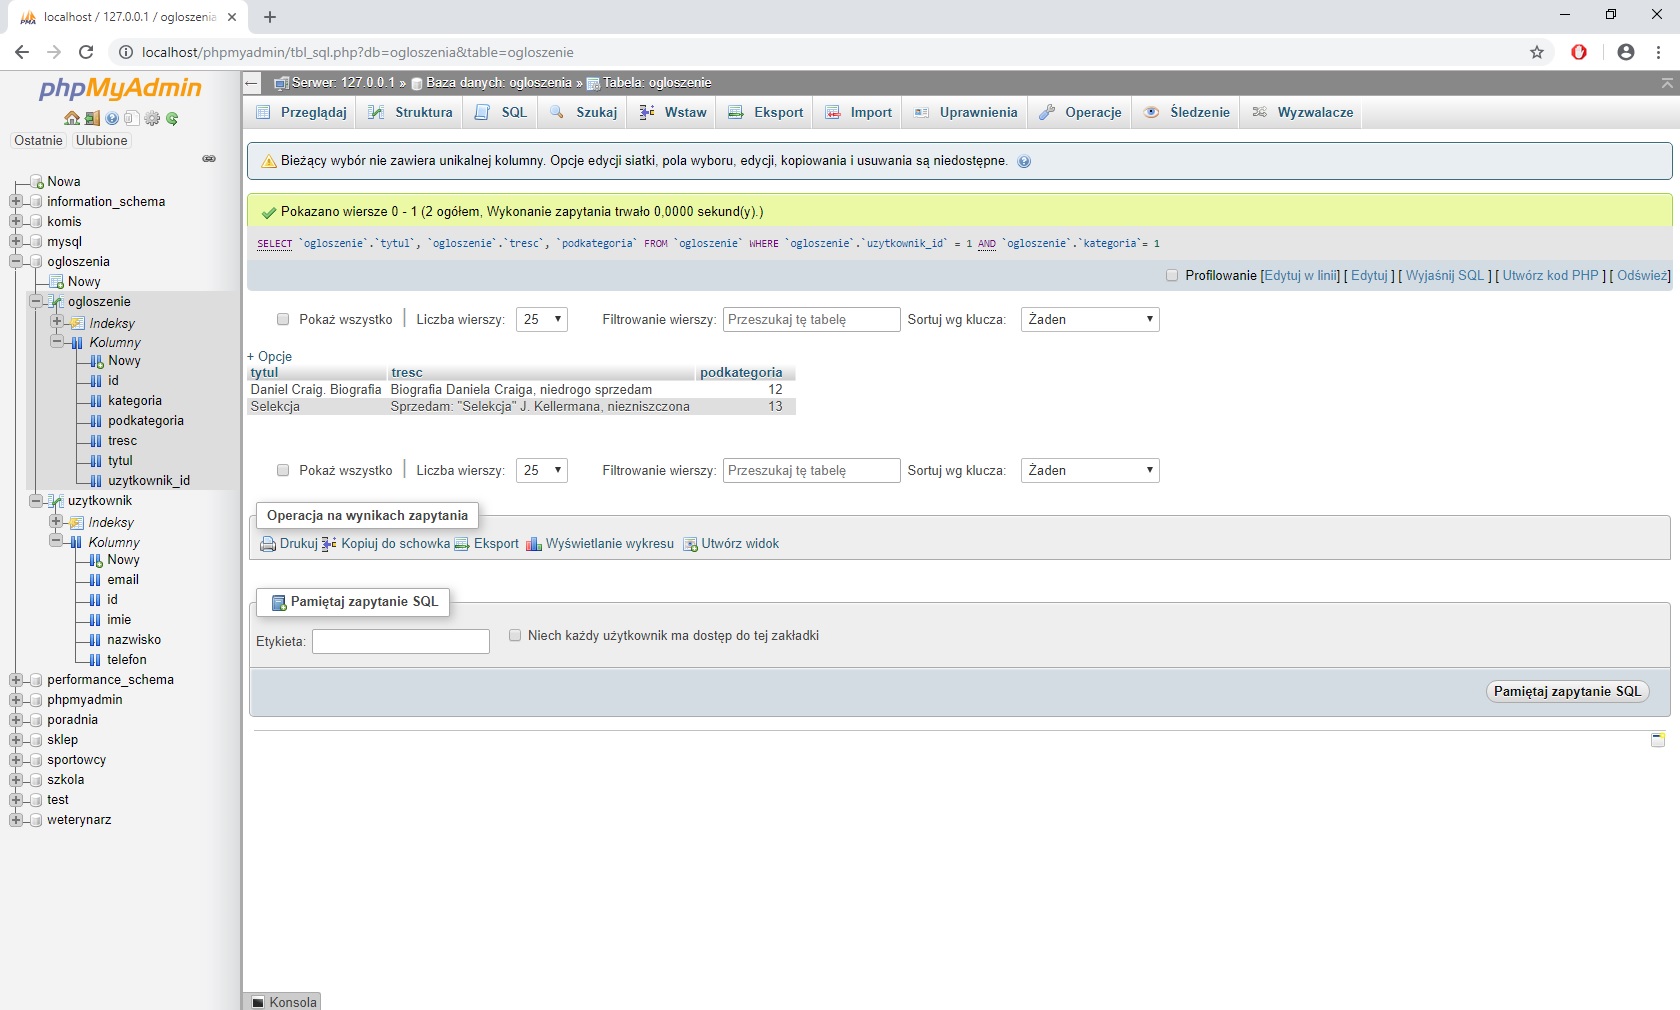 localhost / 127.0.0.1 / ogloszenia
localhost/phpmyadmin/tbl_sql.php?db=ogloszenia&table=ogloszenie
phpMyAdmin
Ostatnie Ulubione
Nowa
information_schema
komis
mysql
ogloszenia
Nowy
ogloszenie
Indeksy
Kolumny
Nowy
id
kategoria
podkategoria
tresc
tytul
uzytkownik_id
uzytkownik
Indeksy
Kolumny
Nowy
email
id
imie
nazwisko
telefon
performance_schema
phpmyadmin
poradnia
sklep
sportowcy
szkola
test
weterynarz
Serwer: 127.0.0.1 » Baza danych: ogloszenia » Tabela: ogloszenie
Przeglądaj Struktura SQL Szukaj Wstaw Eksport Import Uprawnienia Operacje Śledzenie Wyzwalacze
Bieżący wybór nie zawiera unikalnej kolumny. Opcje edycji siatki, pola wyboru, edycji, kopiowania i usuwania są niedostępne.
Pokazano wiersze 0 - 1 (2 ogółem, Wykonanie zapytania trwało 0,0000 sekund(y).)
SELECT `ogloszenie`.`tytul`, `ogloszenie`.`tresc`, `podkategoria` FROM `ogloszenie` WHERE `ogloszenie`.`uzytkownik_id` = 1 AND `ogloszenie`.`kategoria`= 1
Profilowanie [Edytuj w linii] [ Edytuj ] [ Wyjaśnij SQL ] [ Utwórz kod PHP ] [ Odśwież]
Pokaż wszystko | Liczba wierszy: 25 Filtrowanie wierszy: Przeszukaj tę tabelę Sortuj wg klucza: Żaden
+ Opcje
tytul tresc podkategoria
Daniel Craig. Biografia Biografia Daniela Craiga, niedrogo sprzedam 12
Selekcja Sprzedam: "Selekcja" J. Kellermana, niezniszczona 13
Pokaż wszystko | Liczba wierszy: 25 Filtrowanie wierszy: Przeszukaj tę tabelę Sortuj wg klucza: Żaden
Operacja na wynikach zapytania
Drukuj Kopiuj do schowka Eksport Wyświetlanie wykresu Utwórz widok
Pamiętaj zapytanie SQL
Etykieta: Niech każdy użytkownik ma dostęp do tej zakładki
Pamiętaj zapytanie SQL
Konsola